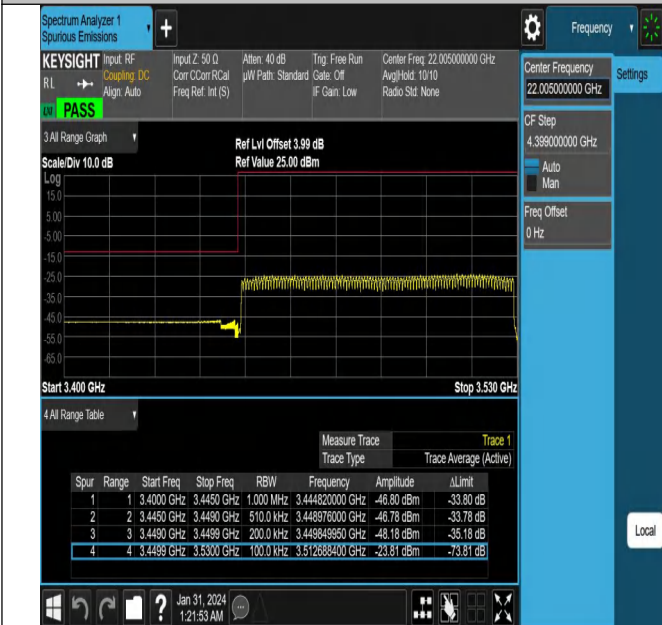 Spectrum Analyzer 1
Spurious Emissions
+
Frequency
KEYSIGHT Input: RF Input Z: 50 Ω Atten: 40 dB Trig: Free Run Center Freq: 22.005000000 GHz
RL Coupling: DC Corr CCorr RCal µW Path: Standard Gate: Off Avg|Hold: 10/10
Align: Auto Freq Ref: Int (S) IF Gain: Low Radio Std: None
PASS
Center Frequency
22.005000000 GHz
Settings
CF Step
4.399000000 GHz
Auto
Man
Freq Offset
0 Hz
3 All Range Graph
Ref Lvl Offset 3.99 dB
Scale/Div 10.0 dB Ref Value 25.00 dBm
Log
15.0
5.00
-5.00
-15.0
-25.0
-35.0
-45.0
-55.0
-65.0
Start 3.400 GHz Stop 3.530 GHz
4 All Range Table
Measure Trace Trace 1
Trace Type Trace Average (Active)
Spur Range Start Freq Stop Freq RBW Frequency Amplitude ΔLimit
1 1 3.4000 GHz 3.4450 GHz 1.000 MHz 3.444820000 GHz -46.80 dBm -33.80 dB
2 2 3.4450 GHz 3.4490 GHz 510.0 kHz 3.448976000 GHz -46.78 dBm -33.78 dB
3 3 3.4490 GHz 3.4499 GHz 200.0 kHz 3.449849950 GHz -48.18 dBm -35.18 dB
4 4 3.4499 GHz 3.5300 GHz 100.0 kHz 3.512688400 GHz -23.81 dBm -73.81 dB
Local
? Jan 31, 2024
1:21:53 AM